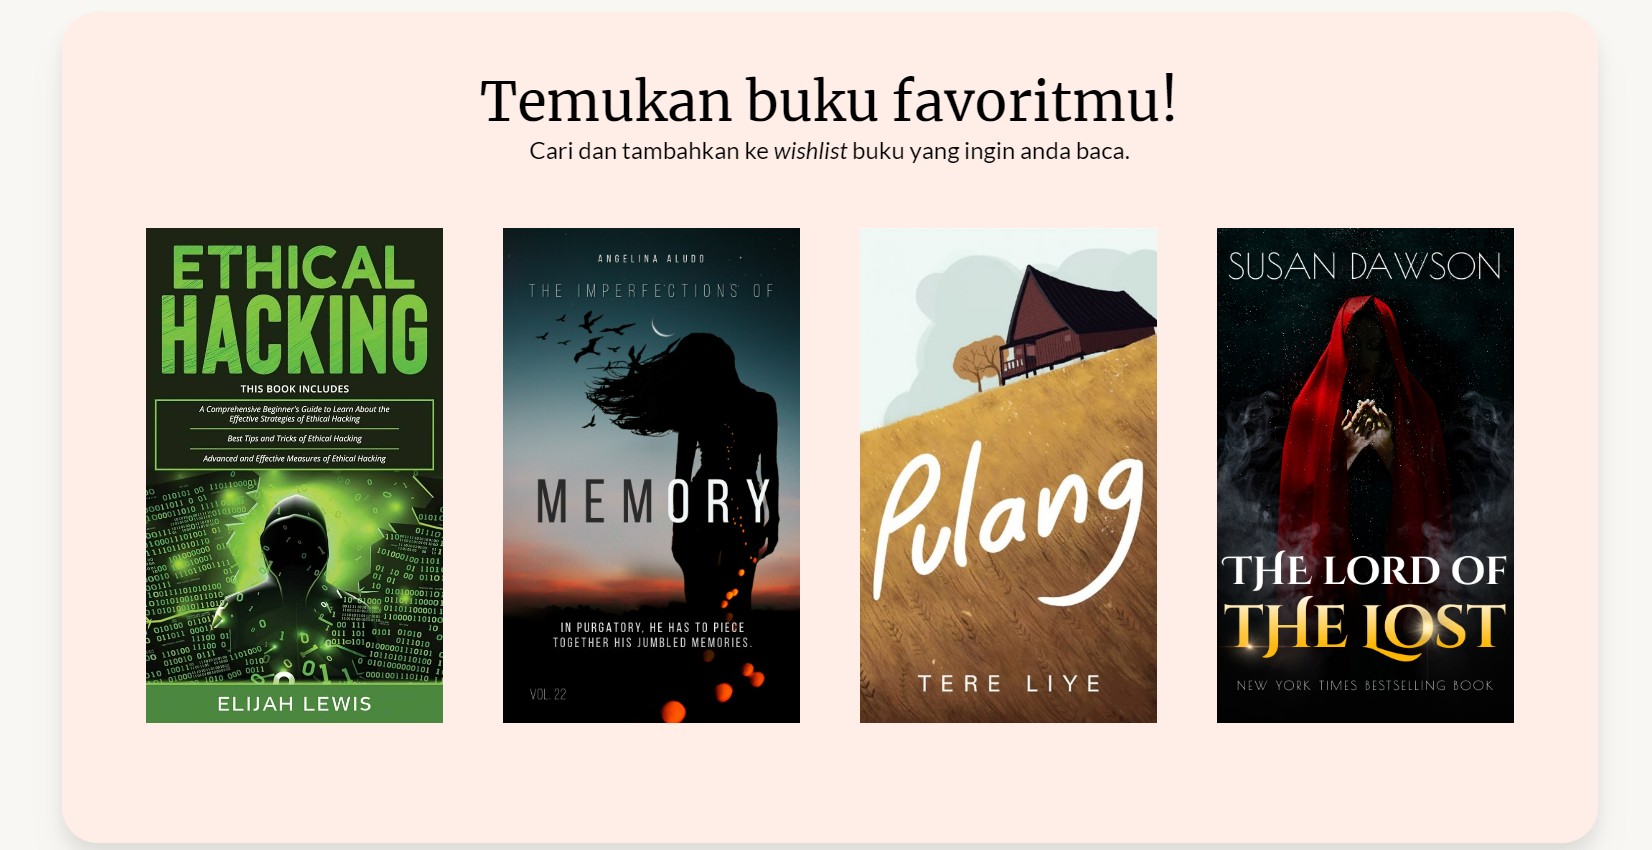 Temukan buku favoritmu!
Cari dan tambahkan ke wishlist buku yang ingin anda baca.
ETHICAL
HACKING
THIS BOOK INCLUDES
A Comprehensive Beginner's Guide to Learn About the
Effective Strategies of Ethical Hacking
Best Tips and Tricks of Ethical Hacking
Advanced and Effective Measures of Ethical Hacking
ELIJAH LEWIS
ANGELINA ALUDO
THE IMPERFECTIONS OF
MEMORY
IN PURGATORY, HE HAS TO PIECE
TOGETHER HIS JUMBLED MEMORIES.
VOL. 22
Pulang
TERE LIYE
SUSAN DAWSON
THE LORD OF
THE LOST
NEW YORK TIMES BESTSELLING BOOK